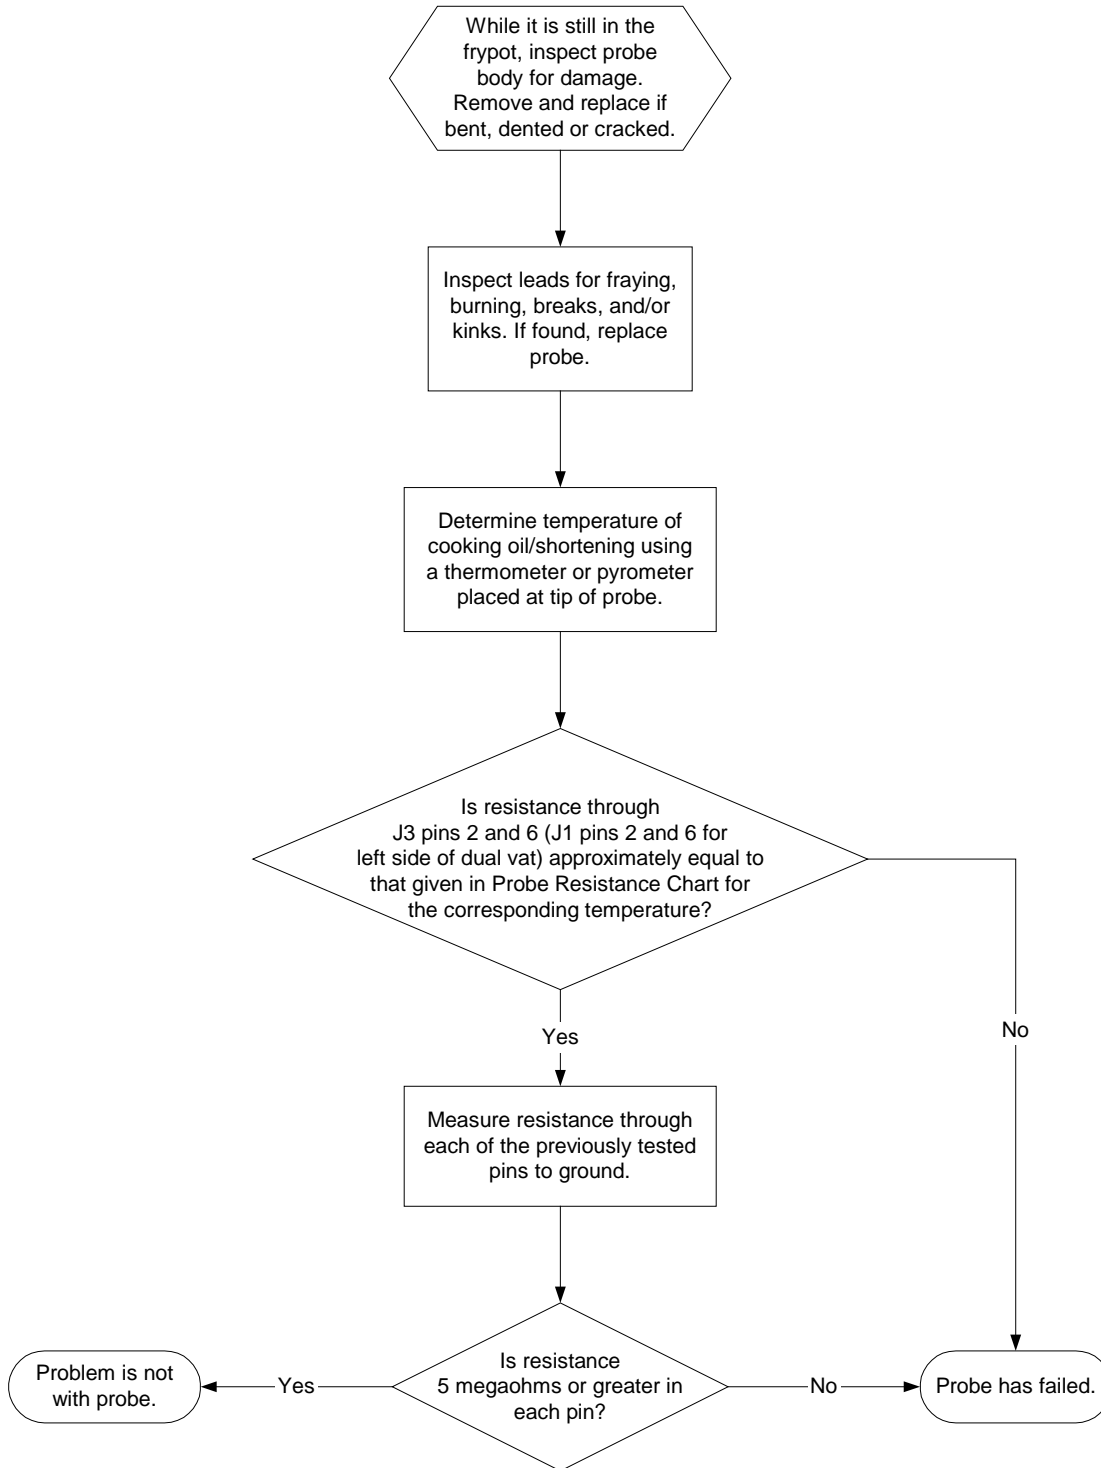 While it is still in the
frypot, inspect probe
body for damage.
Remove and replace if
bent, dented or cracked.
Inspect leads for fraying,
burning, breaks, and/or
kinks. If found, replace
probe.
Determine temperature of
cooking oil/shortening using
a thermometer or pyrometer
placed at tip of probe.
Is resistance through
J3 pins 2 and 6 (J1 pins 2 and 6 for
left side of dual vat) approximately equal to
that given in Probe Resistance Chart for
the corresponding temperature?
Yes
No
Measure resistance through
each of the previously tested
pins to ground.
Is resistance
5 megaohms or greater in
each pin?
Yes
No
Problem is not
with probe.
Probe has failed.